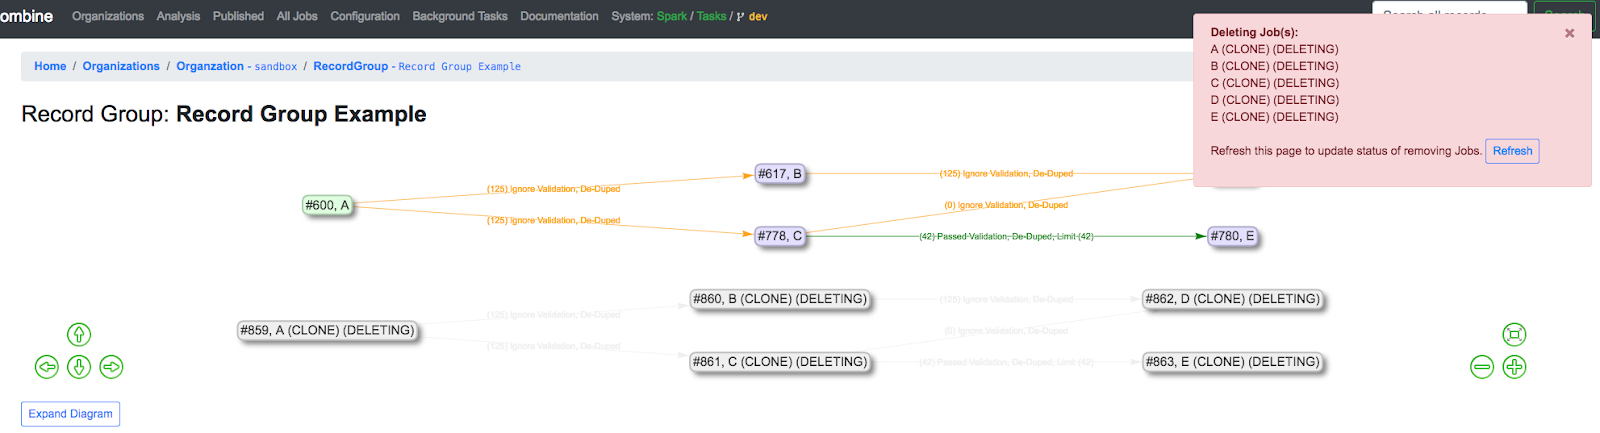 ombine Organizations Analysis Published All Jobs Configuration Background Tasks Documentation System: Spark / Tasks / dev
Home / Organizations / Organzation - sandbox / RecordGroup - Record Group Example
Deleting Job(s): ×
A (CLONE) (DELETING)
B (CLONE) (DELETING)
C (CLONE) (DELETING)
D (CLONE) (DELETING)
E (CLONE) (DELETING)
Refresh this page to update status of removing Jobs. Refresh
Record Group: Record Group Example
#617, B
(125) Ignore Validation, De-Duped
(125) Ignore Validation, De-Duped
#600, A
(0) Ignore Validation, De-Duped
(125) Ignore Validation, De-Duped
#778, C
(42) Passed Validation, De-Duped, Limit (42)
#780, E
#860, B (CLONE) (DELETING)
(125) Ignore Validation, De-Duped
#862, D (CLONE) (DELETING)
(125) Ignore Validation, De-Duped
#859, A (CLONE) (DELETING)
(0) Ignore Validation, De-Duped
(125) Ignore Validation, De-Duped
#861, C (CLONE) (DELETING)
(42) Passed Validation, De-Duped, Limit (42)
#863, E (CLONE) (DELETING)
Expand Diagram